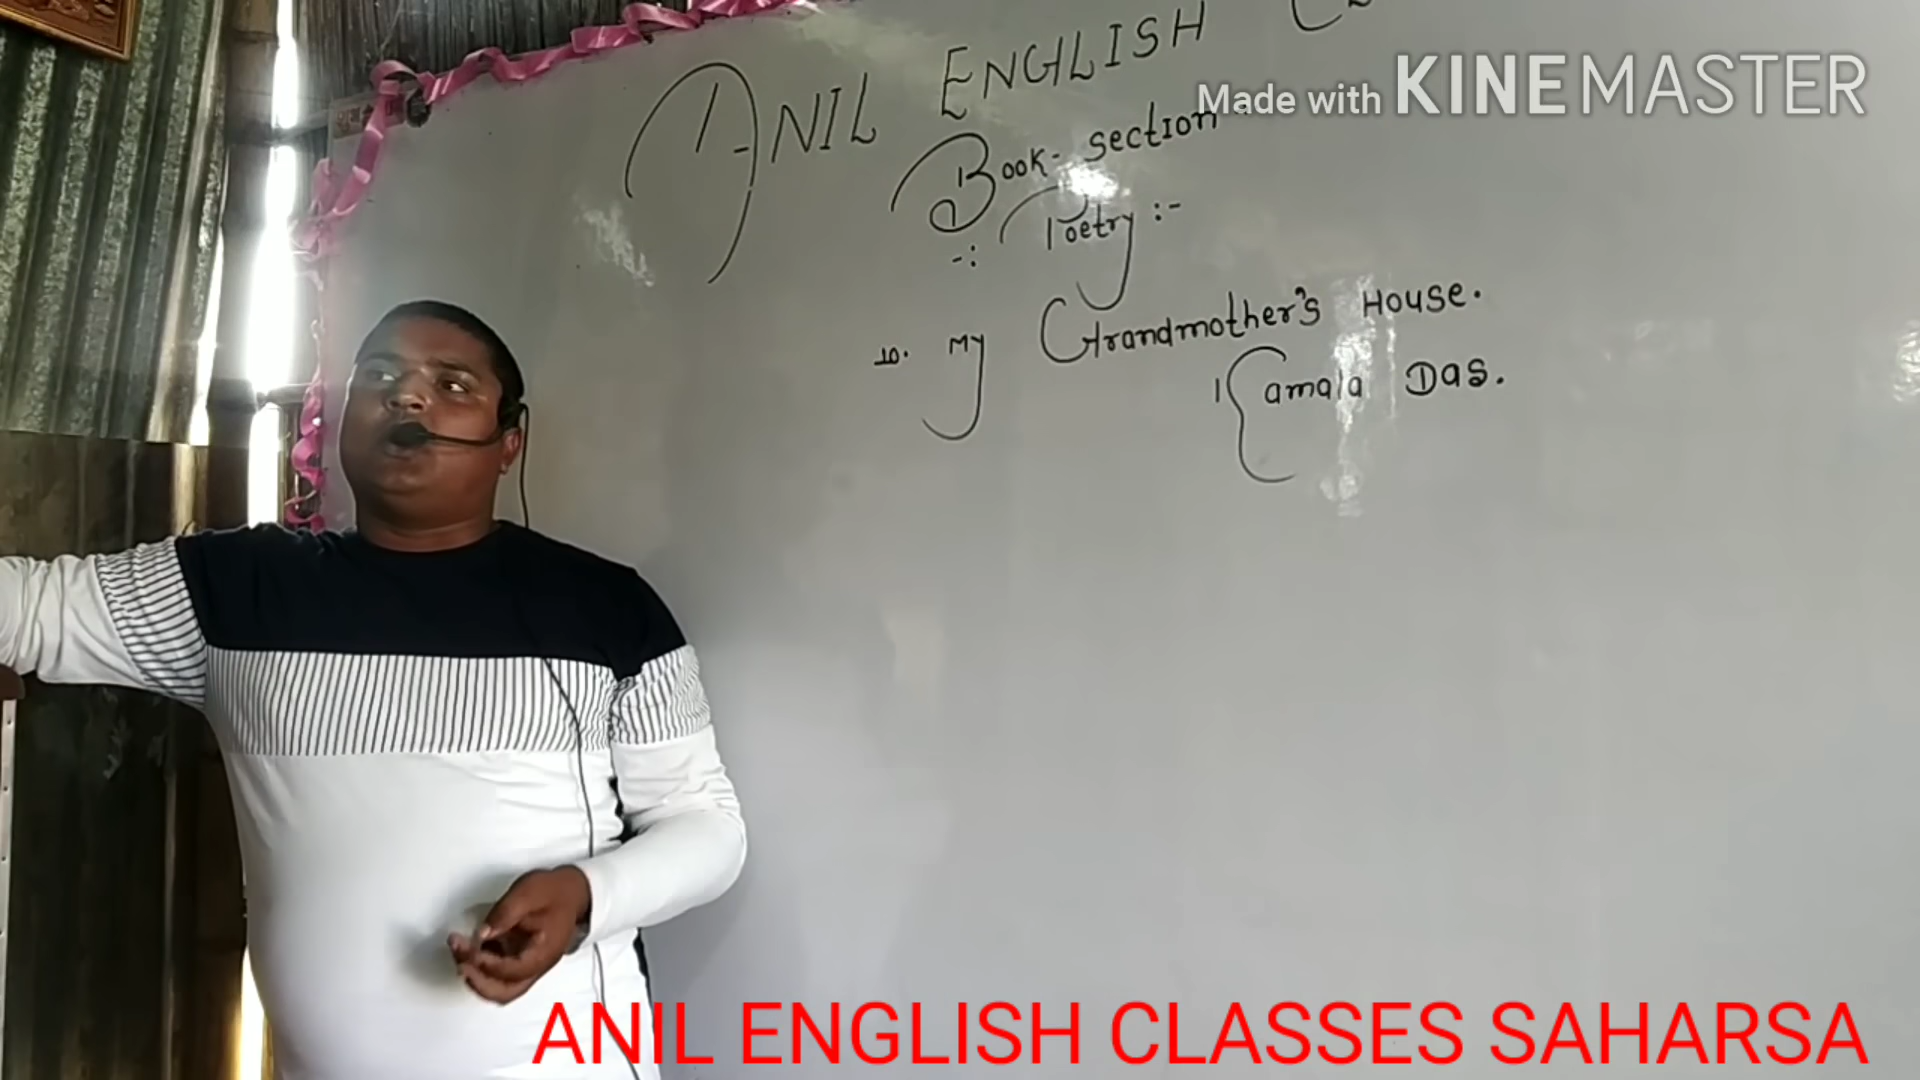 ANIL ENGLISH
Made with KINEMASTER
Book-section
-: Poetry :-
10. My Grandmother's House.
Kamala Das.
ANIL ENGLISH CLASSES SAHARSA